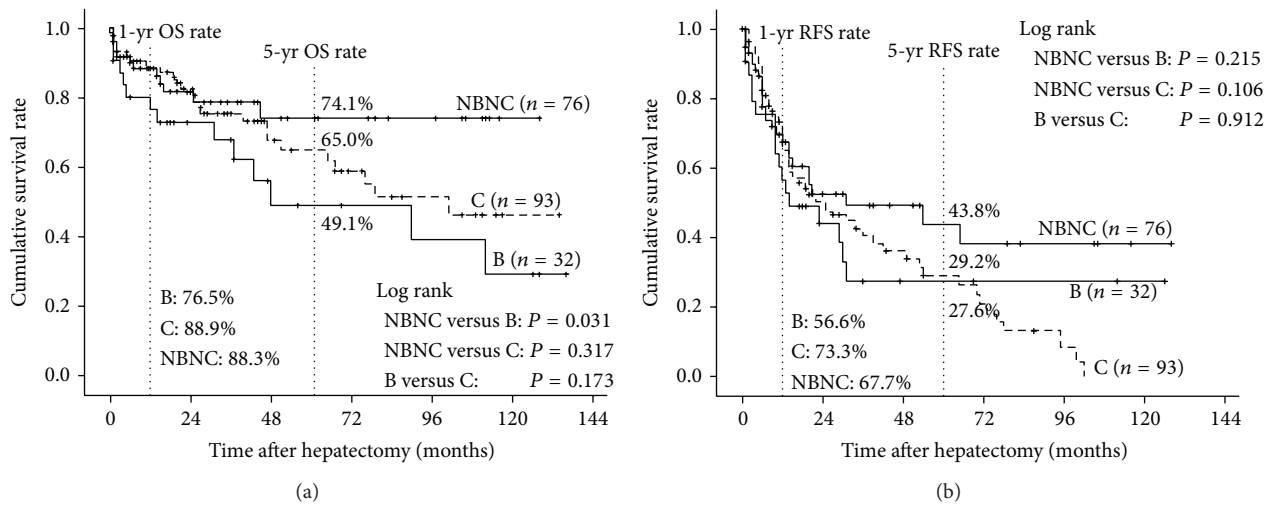 1.0
0.8
0.6
0.4
0.2
0.0
Cumulative survival rate
1-yr OS rate
5-yr OS rate
74.1%
NBNC (n = 76)
65.0%
C (n = 93)
49.1%
B (n = 32)
B: 76.5%
C: 88.9%
NBNC: 88.3%
Log rank
NBNC versus B: P = 0.031
NBNC versus C: P = 0.317
B versus C: P = 0.173
0 24 48 72 96 120 144
Time after hepatectomy (months)
(a)
1.0
0.8
0.6
0.4
0.2
0.0
Cumulative survival rate
1-yr RFS rate
5-yr RFS rate
Log rank
NBNC versus B: P = 0.215
NBNC versus C: P = 0.106
B versus C: P = 0.912
43.8%
NBNC (n = 76)
29.2%
B (n = 32)
27.6%
C (n = 93)
B: 56.6%
C: 73.3%
NBNC: 67.7%
0 24 48 72 96 120 144
Time after hepatectomy (months)
(b)